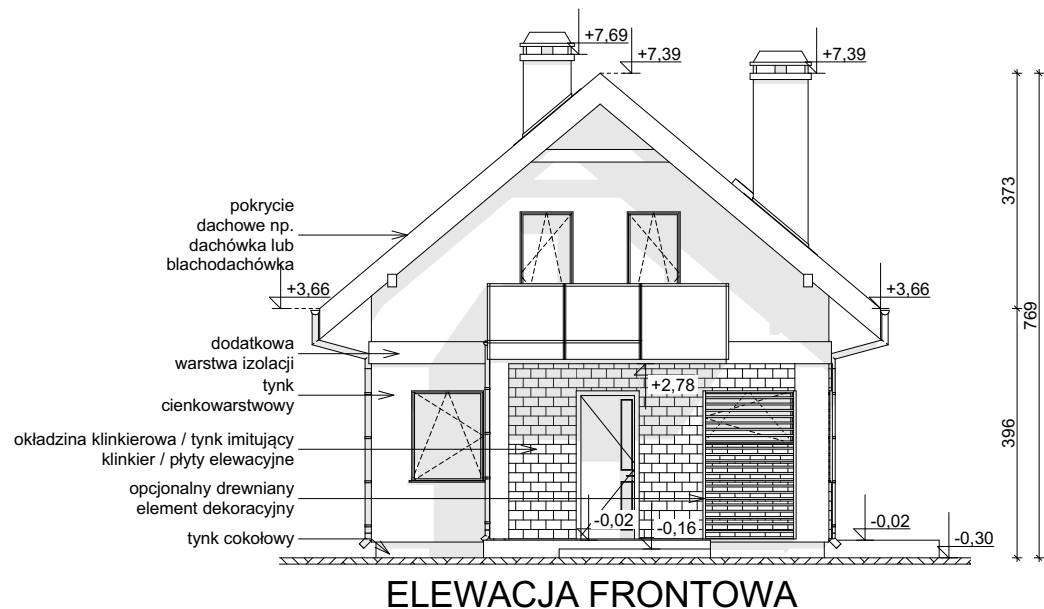 +7,69
+7,39
+7,39
pokrycie
dachowe np.
dachówka lub
blachodachówka
+3,66
+3,66
dodatkowa
warstwa izolacji
tynk
cienkowarstwowy
+2,78
okładzina klinkierowa / tynk imitujący
klinkier / płyty elewacyjne
opcjonalny drewniany
element dekoracyjny
tynk cokołowy
-0,02
-0,16
-0,02
-0,30
373
769
396
ELEWACJA FRONTOWA